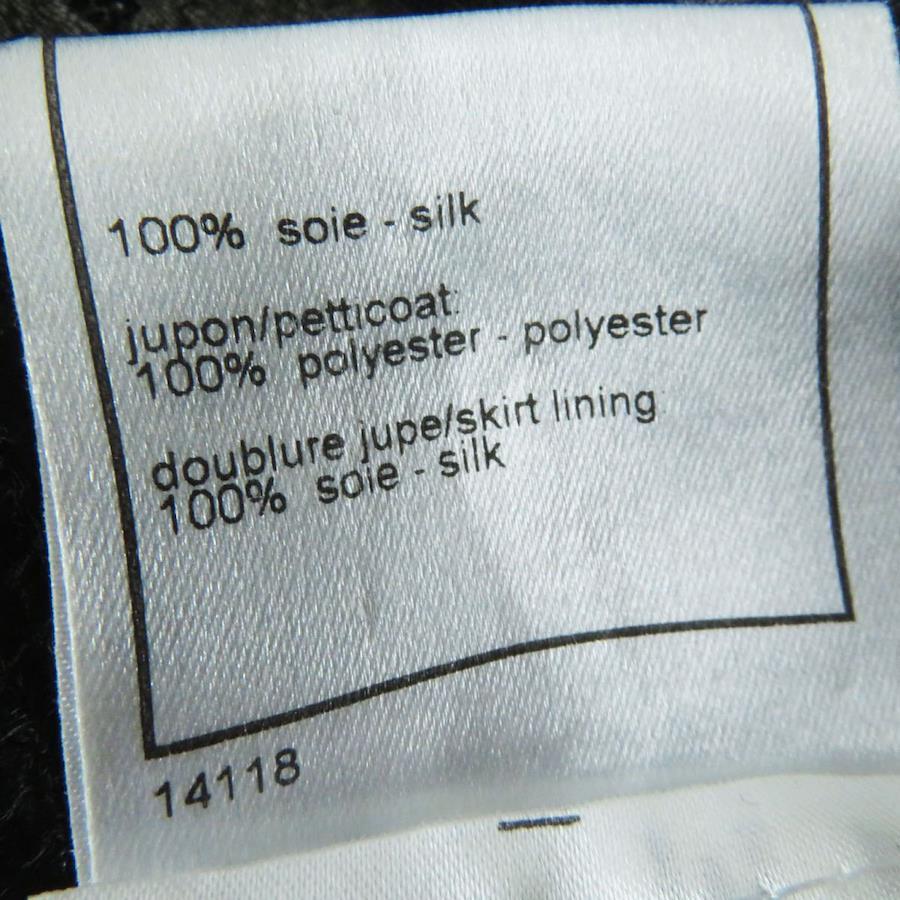 100% soie - silk
jupon/petticoat:
100% polyester - polyester
doublure jupe/skirt lining:
100% soie - silk
14118